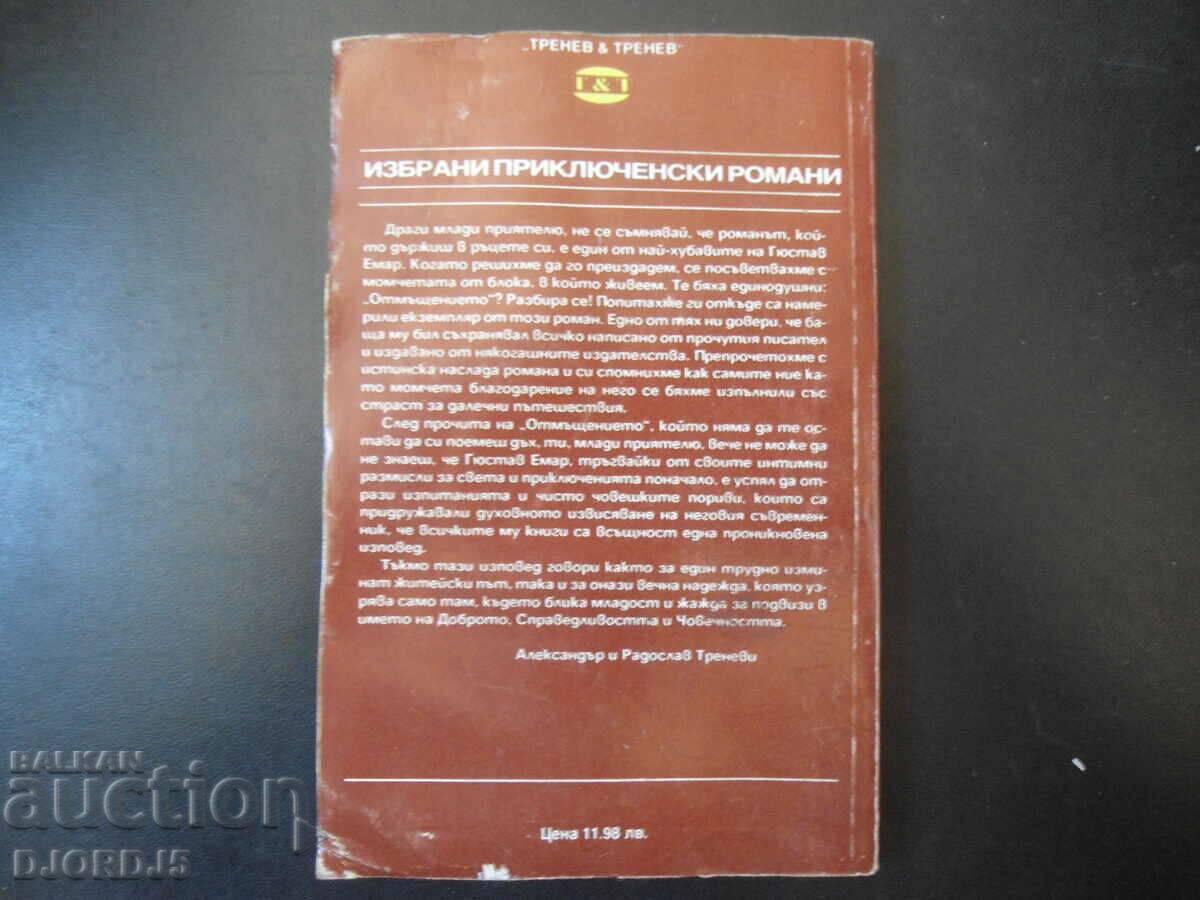 „ТРЕНЕВ & ТРЕНЕВ“
T & T
ИЗБРАНИ ПРИКЛЮЧЕНСКИ РОМАНИ
Драги млади приятелю, не се съмнявай, че романът, кой-
то държиш в ръцете си, е един от най-хубавите на Гюстав
Емар. Когато решихме да го преиздадем, се посъветвахме с
момчетата от блока, в който живеем. Те бяха единодушни:
„Отмъщението“? Разбира се! Попитахме ги откъде са наме-
рили екземпляр от този роман. Едно от тях ни довери, че ба-
ща му бил съхранявал всичко написано от прочутия писател
и издавано от някогашните издателства. Препрочетохме с
истинска наслада романа и си спомнихме как самите ние ка-
то момчета благодарение на него се бяхме изпълнили със
страст за далечни пътешествия.
След прочита на „Отмъщението“, който няма да те ос-
тави да си поемеш дъх, ти, млади приятелю, вече не може да
не знаеш, че Гюстав Емар, тръгвайки от своите интимни
размисли за света и приключенията поначало, е успял да от-
рази изпитанията и чисто човешките пориви, които са
придружавали духовното извисяване на неговия съвремен-
ник, че всичките му книги са всъщност една проникновена
изповед.
Тъкмо тази изповед говори както за един трудно изми-
нат житейски път, така и за онази вечна надежда, която уз-
рява само там, където блика младост и жажда за подвизи в
името на Доброто, Справедливостта и Човечността.
Александър и Радослав Треневи
Цена 11.98 лв.
BALKAN
auction
DJORDJ5